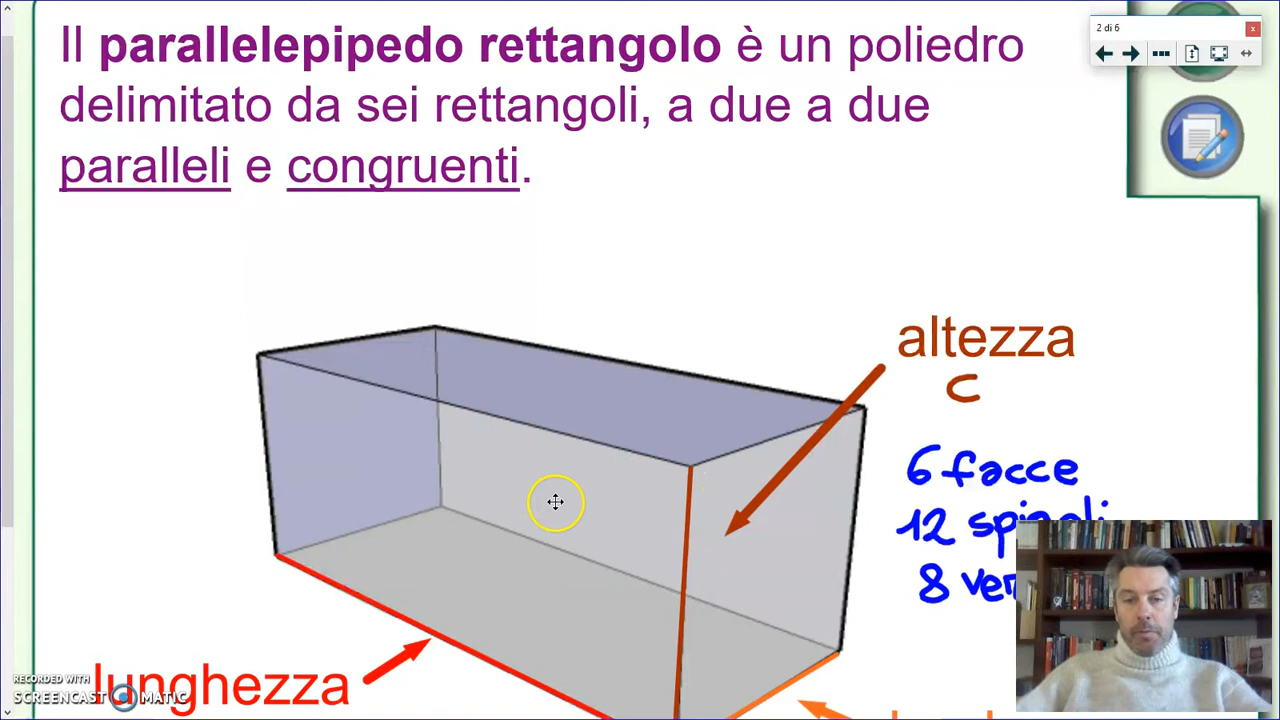 Il parallelepipedo rettangolo è un poliedro
delimitato da sei rettangoli, a due a due
paralleli e congruenti.
2 di 6
altezza
c
6 facce
12 spigoli
8
lunghezza
RECORDED WITH
SCREENCAST MATIC